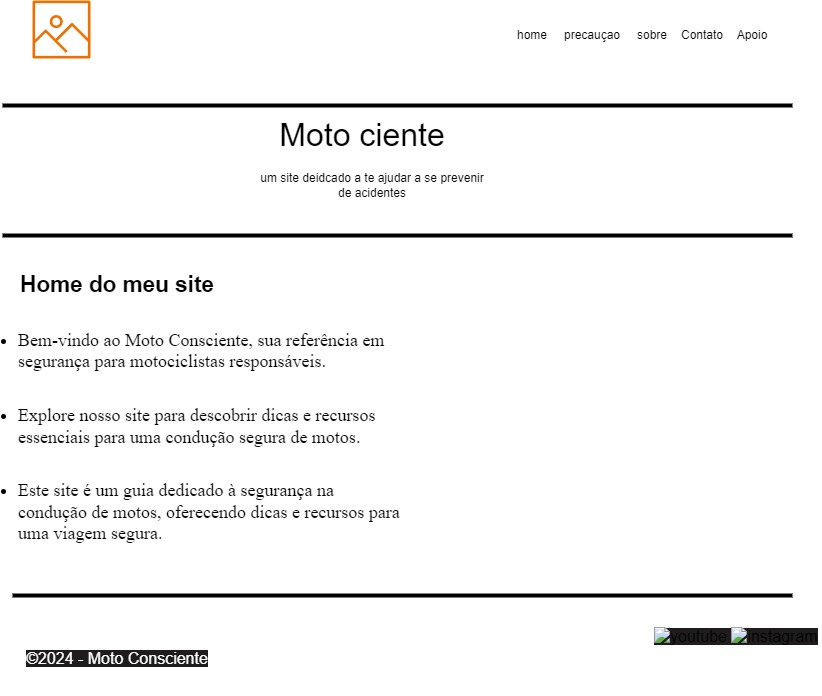 home precauçao sobre Contato Apoio
Moto ciente
um site deidcado a te ajudar a se prevenir
de acidentes
Home do meu site
Bem-vindo ao Moto Consciente, sua referência em
segurança para motociclistas responsáveis.
Explore nosso site para descobrir dicas e recursos
essenciais para uma condução segura de motos.
Este site é um guia dedicado à segurança na
condução de motos, oferecendo dicas e recursos para
uma viagem segura.
youtube instagram
©2024 - Moto Consciente